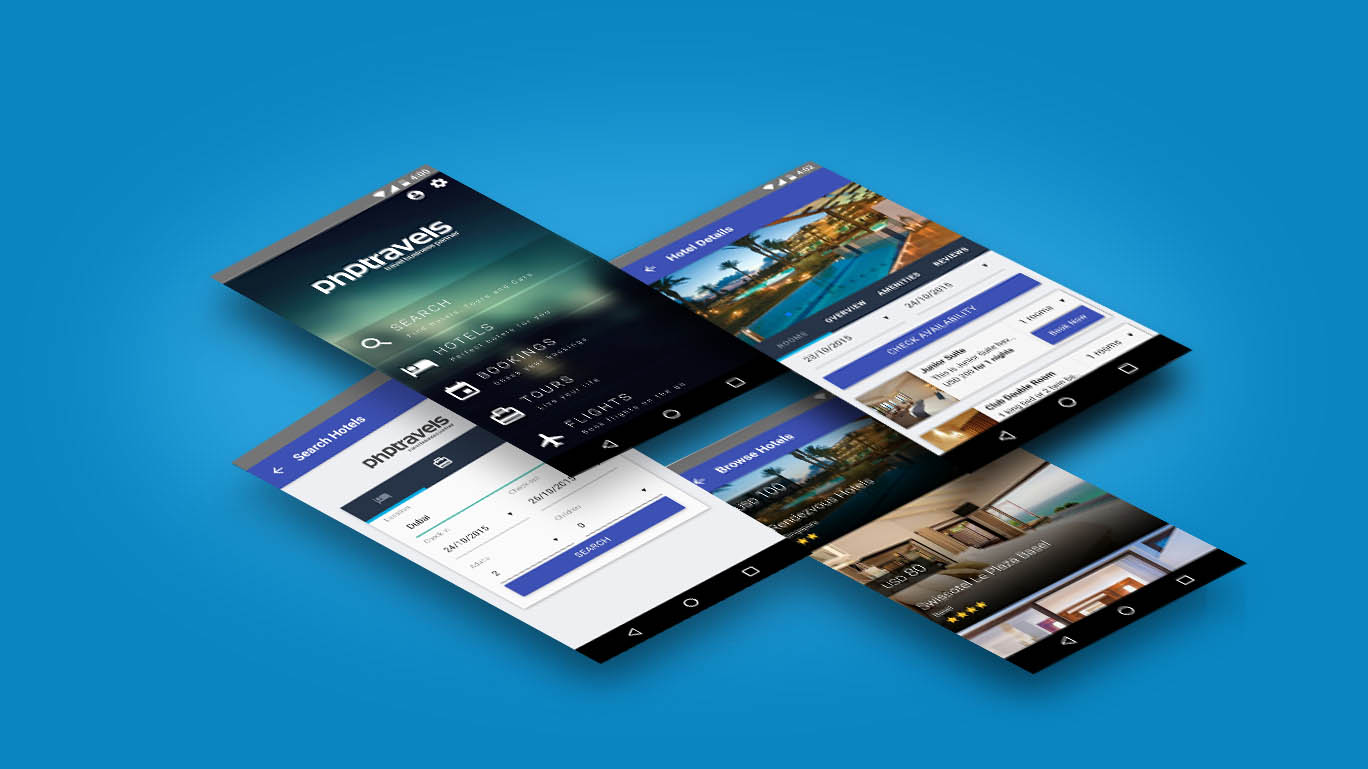 4:00
phptravels
travel business partner
SEARCH
Find Hotels, Tours and Cars
HOTELS
Perfect hotels for you
BOOKINGS
Check your bookings
TOURS
Live your life
FLIGHTS
Book flights on the go
4:02
Hotel Details
ROOMS
OVERVIEW
AMENITIES
REVIEWS
23/10/2015
24/10/2015
CHECK AVAILABILITY
Junior Suite
This is Junior Suite hav...
USD 200 for 1 nights
1 rooms
Book Now
Club Double Room
1 king bed or 2 twin be
1 rooms
Search Hotels
phptravels
travel business partner
Location
Dubai
Check in
24/10/2015
Check out
26/10/2015
Adults
2
Children
0
SEARCH
Browse Hotels
USD 100
Rendezvous Hotels
Singapore
USD 80
Swissotel Le Plaza Basel
Basel